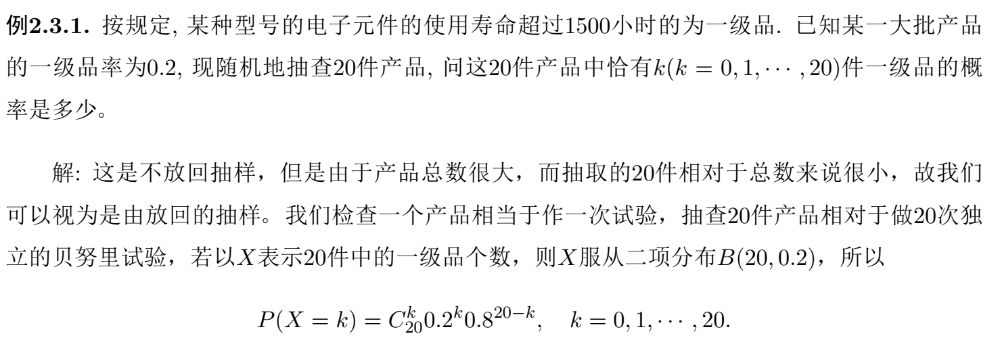 例2.3.1. 按规定, 某种型号的电子元件的使用寿命超过1500小时的为一级品. 已知某一大批产品
的一级品率为0.2, 现随机地抽查20件产品, 问这20件产品中恰有k(k = 0, 1, ⋯ , 20)件一级品的概
率是多少。
解: 这是不放回抽样，但是由于产品总数很大，而抽取的20件相对于总数来说很小，故我们
可以视为是由放回的抽样。我们检查一个产品相当于作一次试验，抽查20件产品相对于做20次独
立的贝努里试验，若以X表示20件中的一级品个数，则X服从二项分布B(20, 0.2)，所以
P(X = k) = C_{20}^{k}0.2^{k}0.8^{20−k}, k = 0, 1, ⋯ , 20.